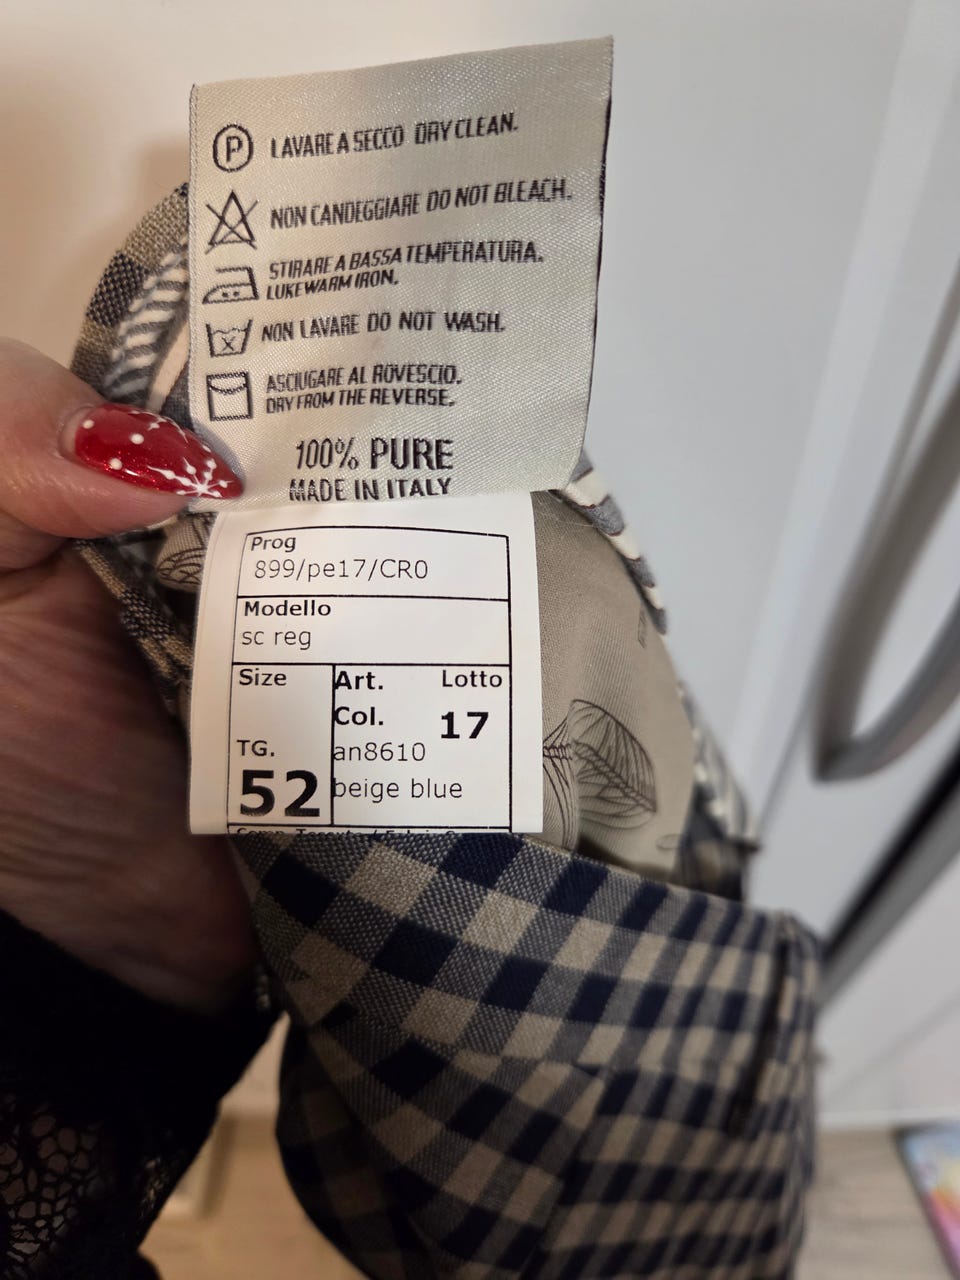 P
LAVARE A SECCO DRY CLEAN.
NON CANDEGGIARE DO NOT BLEACH.
STIRARE A BASSA TEMPERATURA.
LUKEWARM IRON.
NON LAVARE DO NOT WASH.
ASCIUGARE AL ROVESCIO.
DRY FROM THE REVERSE.
100% PURE
MADE IN ITALY
Prog
899/pe17/CR0
Modello
sc reg
Size
Art.
Lotto
Col.
17
TG.
an8610
52
beige blue